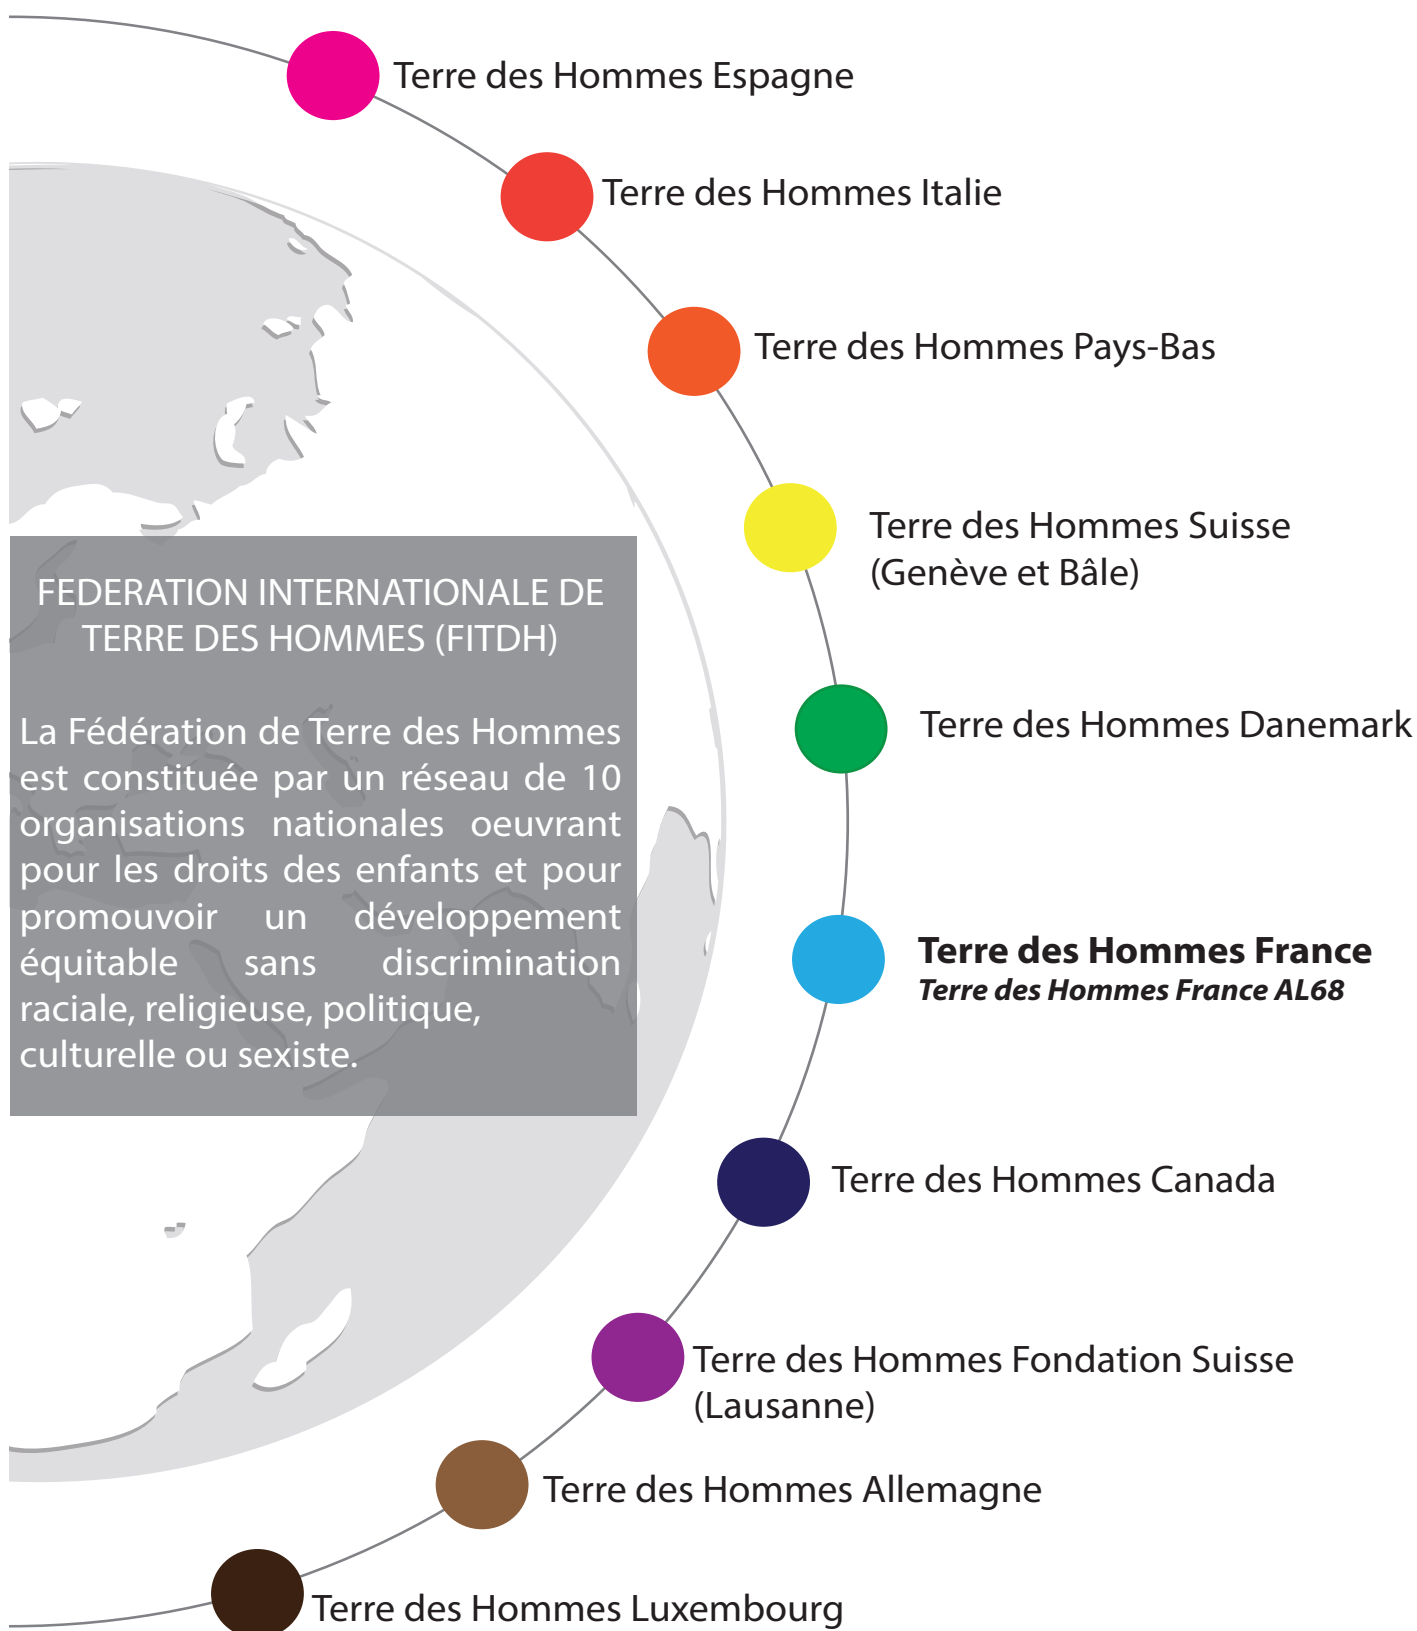 Terre des Hommes Espagne
Terre des Hommes Italie
Terre des Hommes Pays-Bas
Terre des Hommes Suisse
(Genève et Bâle)
FEDERATION INTERNATIONALE DE
TERRE DES HOMMES (FITDH)
La Fédération de Terre des Hommes
est constituée par un réseau de 10
organisations nationales oeuvrant
pour les droits des enfants et pour
promouvoir un développement
équitable sans discrimination
raciale, religieuse, politique,
culturelle ou sexiste.
Terre des Hommes Danemark
Terre des Hommes France
Terre des Hommes France AL68
Terre des Hommes Canada
Terre des Hommes Fondation Suisse
(Lausanne)
Terre des Hommes Allemagne
Terre des Hommes Luxembourg